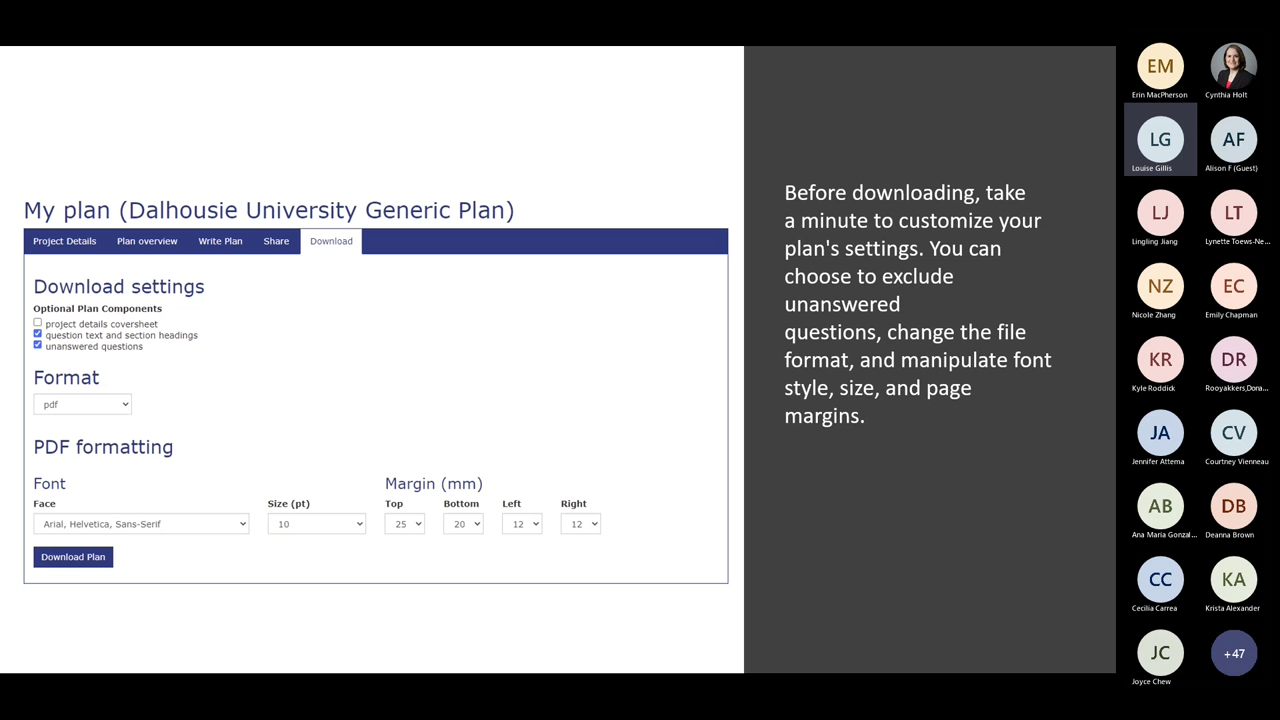 My plan (Dalhousie University Generic Plan)
Project Details Plan overview Write Plan Share Download
Download settings
Optional Plan Components
project details coversheet
question text and section headings
unanswered questions
Format
pdf
PDF formatting
Font Margin (mm)
Face Size (pt) Top Bottom Left Right
Arial, Helvetica, Sans-Serif 10 25 20 12 12
Download Plan
Before downloading, take
a minute to customize your
plan's settings. You can
choose to exclude
unanswered
questions, change the file
format, and manipulate font
style, size, and page
margins.
EM
Erin MacPherson Cynthia Holt
LG AF
Louise Gillis Alison F (Guest)
LJ LT
Lingling Jiang Lynette Toews-Ne...
NZ EC
Nicole Zhang Emily Chapman
KR DR
Kyle Roddick Rooyakkers,Dona...
JA CV
Jennifer Attema Courtney Vienneau
AB DB
Ana Maria Gonzal... Deanna Brown
CC KA
Cecilia Carrea Krista Alexander
JC +47
Joyce Chew